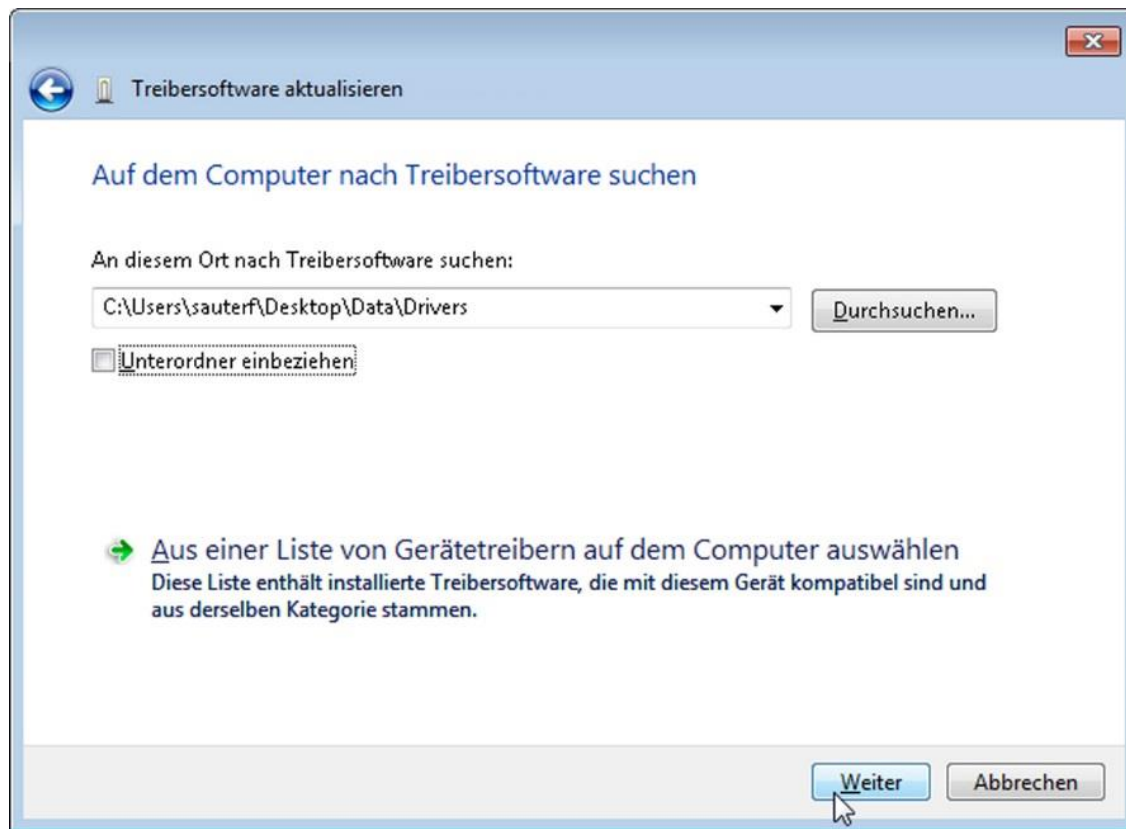 Treibersoftware aktualisieren
Auf dem Computer nach Treibersoftware suchen
An diesem Ort nach Treibersoftware suchen:
C:\Users\sauterf\Desktop\Data\Drivers
Durchsuchen...
Unterordner einbeziehen
Aus einer Liste von Gerätetreibern auf dem Computer auswählen
Diese Liste enthält installierte Treibersoftware, die mit diesem Gerät kompatibel sind und
aus derselben Kategorie stammen.
Weiter
Abbrechen